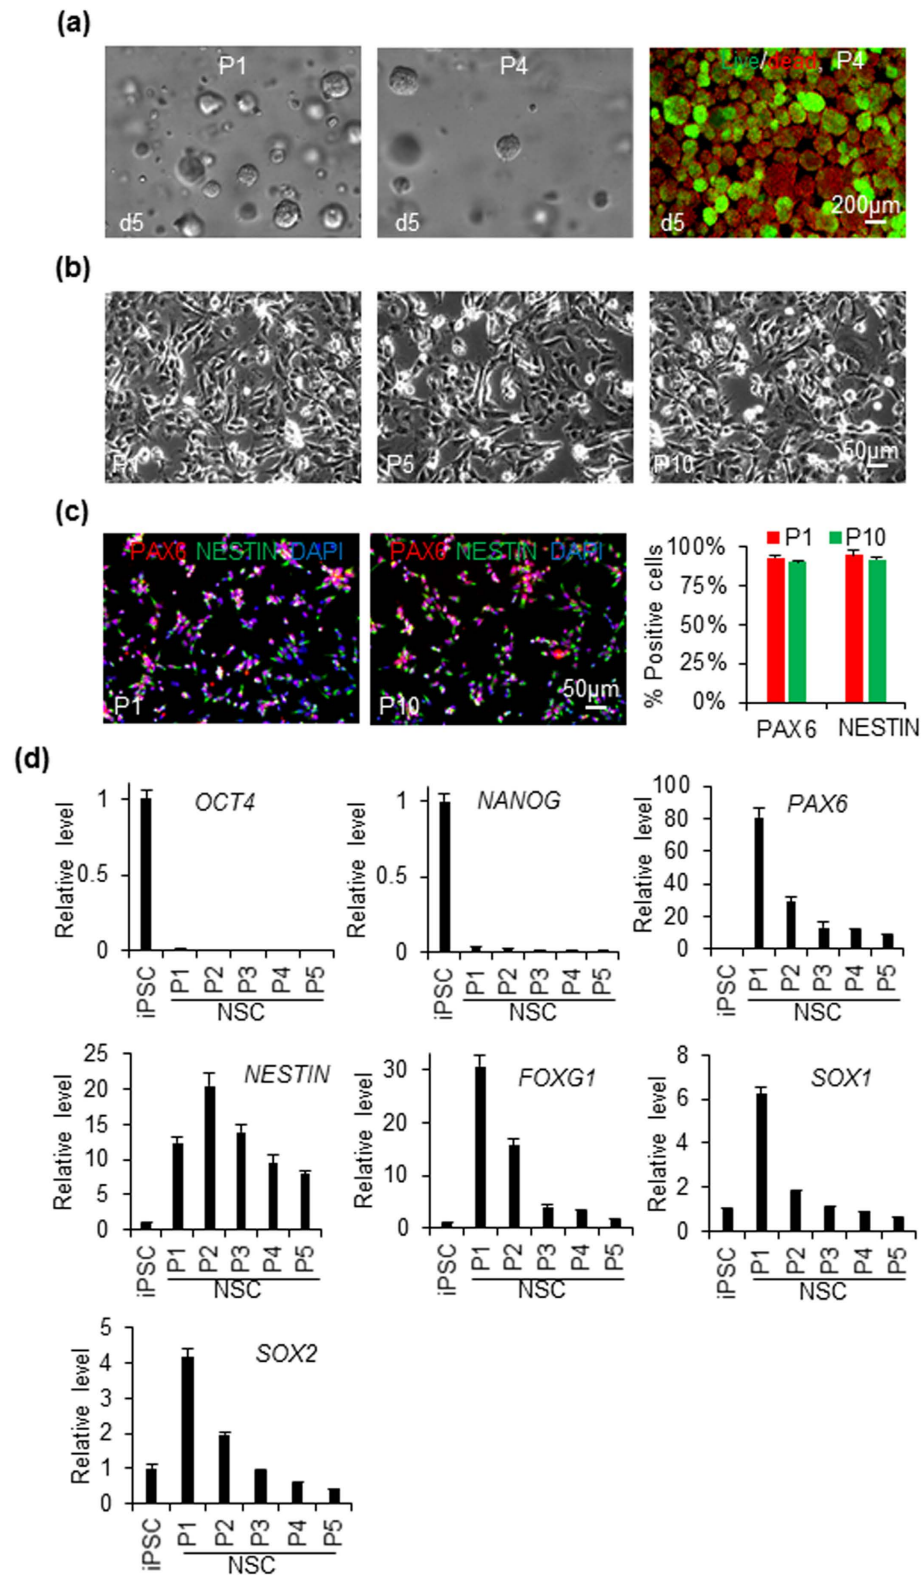 (a)
P1
d5
P4
d5
Live/dead, P4
d5
200µm
(b)
P1
P5
P10
50µm
(c)
PAX6 NESTIN DAPI
P1
PAX6 NESTIN DAPI
P10
50µm
P1 P10
% Positive cells
100%
75%
50%
25%
0%
PAX6 NESTIN
(d)
OCT4
Relative level
1
0.5
0
iPSC P1 P2 P3 P4 P5
NSC
NANOG
Relative level
1
0.5
0
iPSC P1 P2 P3 P4 P5
NSC
PAX6
Relative level
100
80
60
40
20
0
iPSC P1 P2 P3 P4 P5
NSC
NESTIN
Relative level
25
20
15
10
5
0
iPSC P1 P2 P3 P4 P5
NSC
FOXG1
Relative level
30
20
10
0
iPSC P1 P2 P3 P4 P5
NSC
SOX1
Relative level
8
6
4
2
0
iPSC P1 P2 P3 P4 P5
NSC
SOX2
Relative level
5
4
3
2
1
0
iPSC P1 P2 P3 P4 P5
NSC